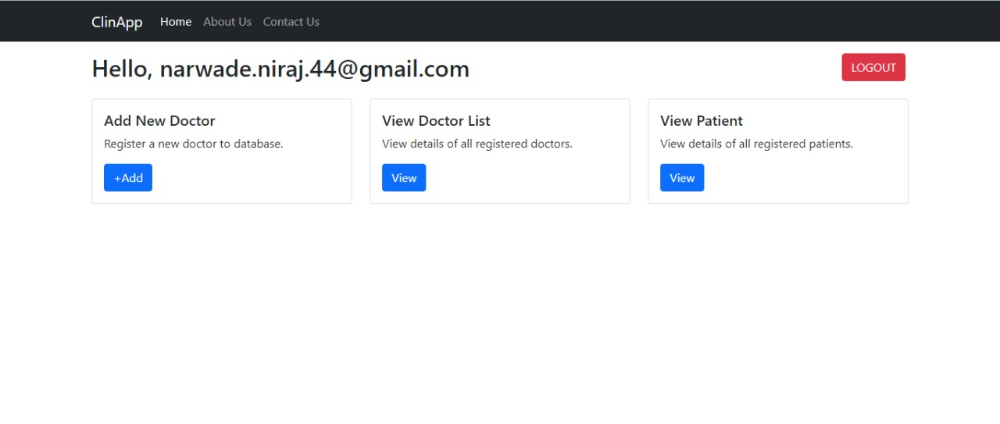 ClinApp Home About Us Contact Us
Hello, narwade.niraj.44@gmail.com LOGOUT
Add New Doctor
Register a new doctor to database.
+Add
View Doctor List
View details of all registered doctors.
View
View Patient
View details of all registered patients.
View